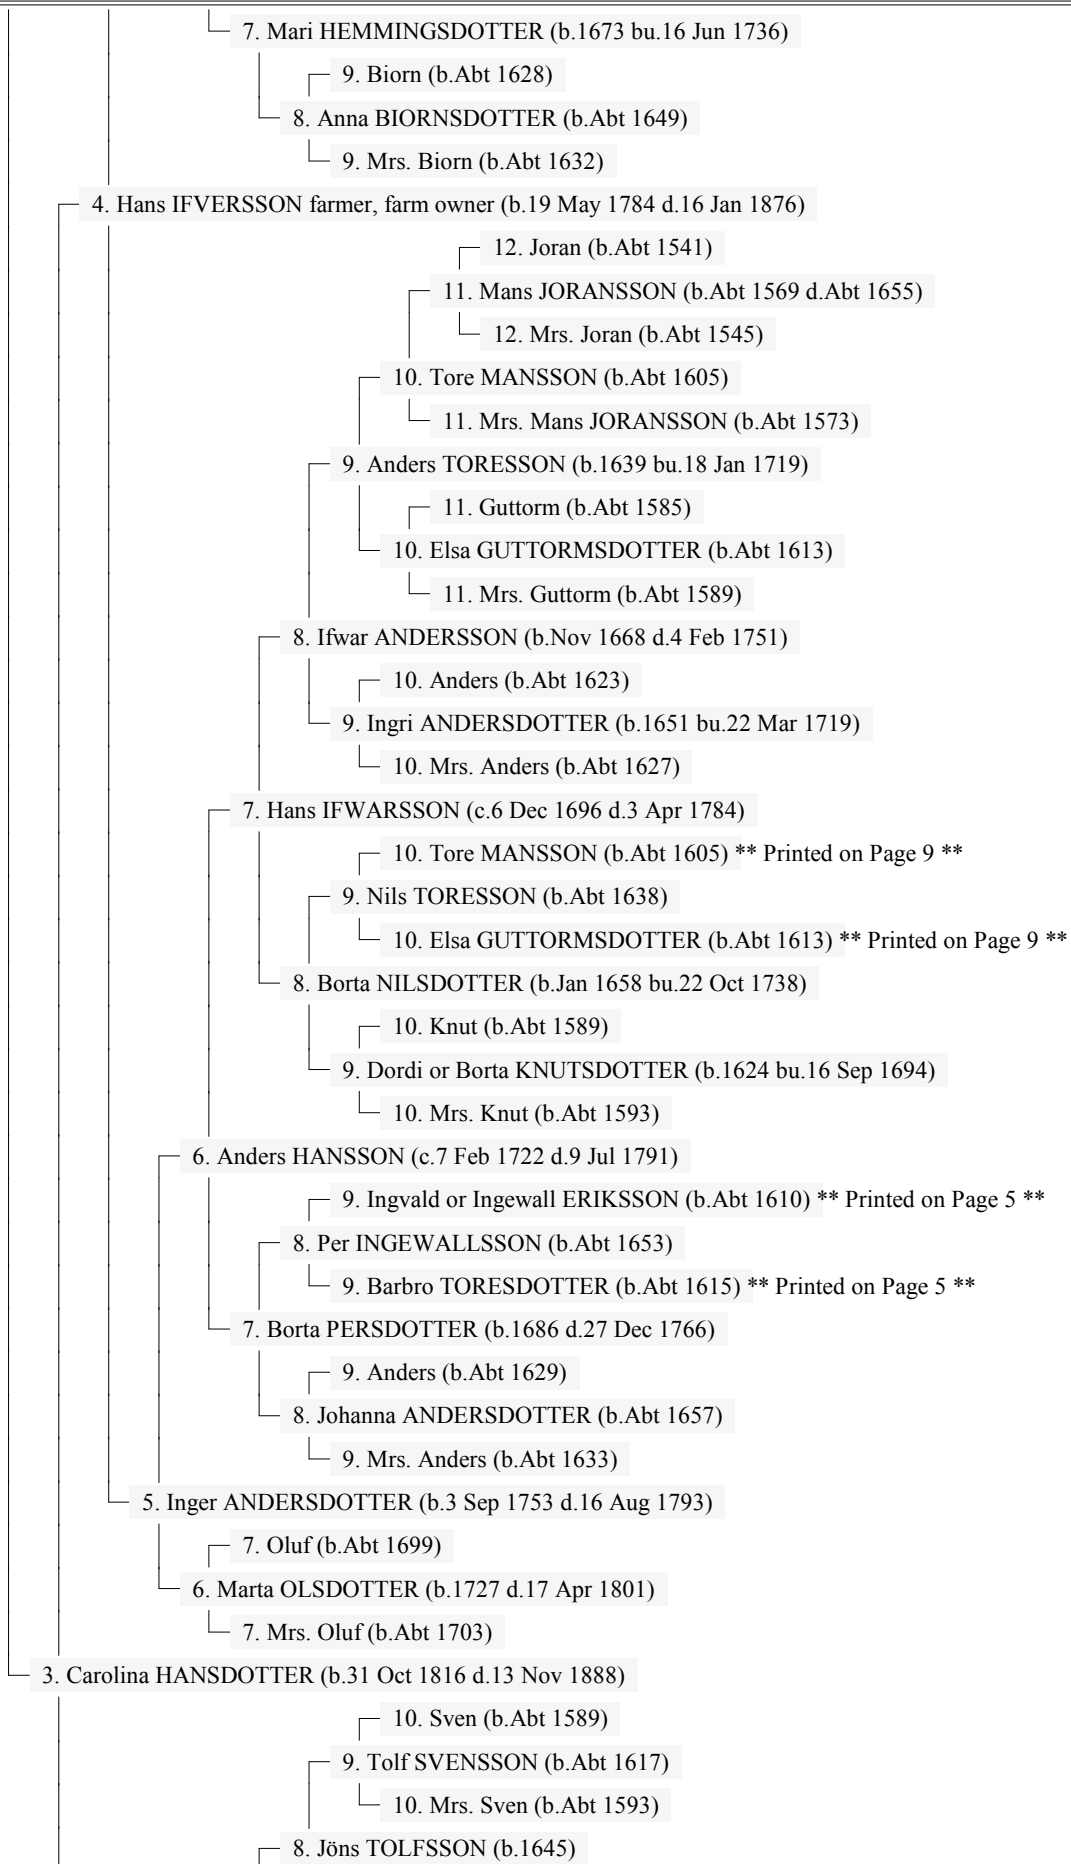 7. Mari HEMMINGSDOTTER (b.1673 bu.16 Jun 1736)
9. Biorn (b.Abt 1628)
8. Anna BIORNSDOTTER (b.Abt 1649)
9. Mrs. Biorn (b.Abt 1632)
4. Hans IFVERSSON farmer, farm owner (b.19 May 1784 d.16 Jan 1876)
12. Joran (b.Abt 1541)
11. Mans JORANSSON (b.Abt 1569 d.Abt 1655)
12. Mrs. Joran (b.Abt 1545)
10. Tore MANSSON (b.Abt 1605)
11. Mrs. Mans JORANSSON (b.Abt 1573)
9. Anders TORESSON (b.1639 bu.18 Jan 1719)
11. Guttorm (b.Abt 1585)
10. Elsa GUTTORMSDOTTER (b.Abt 1613)
11. Mrs. Guttorm (b.Abt 1589)
8. Ifwar ANDERSSON (b.Nov 1668 d.4 Feb 1751)
10. Anders (b.Abt 1623)
9. Ingri ANDERSDOTTER (b.1651 bu.22 Mar 1719)
10. Mrs. Anders (b.Abt 1627)
7. Hans IFWARSSON (c.6 Dec 1696 d.3 Apr 1784)
10. Tore MANSSON (b.Abt 1605) ** Printed on Page 9 **
9. Nils TORESSON (b.Abt 1638)
10. Elsa GUTTORMSDOTTER (b.Abt 1613) ** Printed on Page 9 **
8. Borta NILSDOTTER (b.Jan 1658 bu.22 Oct 1738)
10. Knut (b.Abt 1589)
9. Dordi or Borta KNUTSDOTTER (b.1624 bu.16 Sep 1694)
10. Mrs. Knut (b.Abt 1593)
6. Anders HANSSON (c.7 Feb 1722 d.9 Jul 1791)
9. Ingvald or Ingewall ERIKSSON (b.Abt 1610) ** Printed on Page 5 **
8. Per INGEWALLSSON (b.Abt 1653)
9. Barbro TORESDOTTER (b.Abt 1615) ** Printed on Page 5 **
7. Borta PERSDOTTER (b.1686 d.27 Dec 1766)
9. Anders (b.Abt 1629)
8. Johanna ANDERSDOTTER (b.Abt 1657)
9. Mrs. Anders (b.Abt 1633)
5. Inger ANDERSDOTTER (b.3 Sep 1753 d.16 Aug 1793)
7. Oluf (b.Abt 1699)
6. Marta OLSDOTTER (b.1727 d.17 Apr 1801)
7. Mrs. Oluf (b.Abt 1703)
3. Carolina HANSDOTTER (b.31 Oct 1816 d.13 Nov 1888)
10. Sven (b.Abt 1589)
9. Tolf SVENSSON (b.Abt 1617)
10. Mrs. Sven (b.Abt 1593)
8. Jöns TOLFSSON (b.1645)